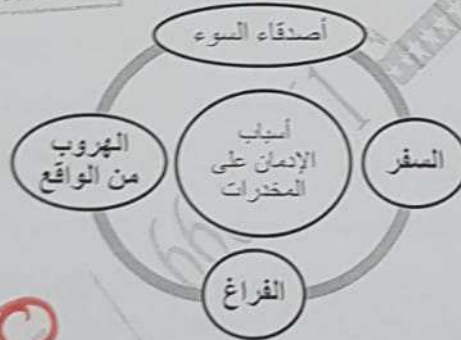 أصدقاء السوء
أسباب
الإدمان على
المخدرات
السفر
الهروب
من الواقع
الفراغ